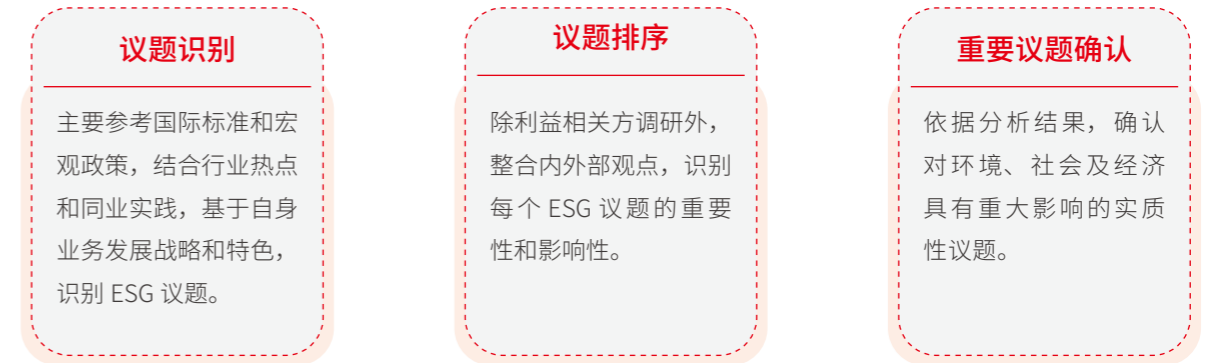 议题识别
主要参考国际标准和宏
观政策，结合行业热点
和同业实践，基于自身
业务发展战略和特色，
识别 ESG 议题。
议题排序
除利益相关方调研外，
整合内外部观点，识别
每个 ESG 议题的重要
性和影响性。
重要议题确认
依据分析结果，确认
对环境、社会及经济
具有重大影响的实质
性议题。